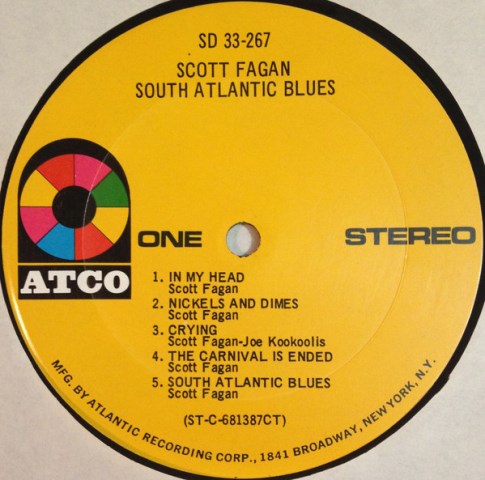 SD 33-267
SCOTT FAGAN
SOUTH ATLANTIC BLUES
ATCO
ONE
STEREO
1. IN MY HEAD
Scott Fagan
2. NICKELS AND DIMES
Scott Fagan
3. CRYING
Scott Fagan-Joe Kookoolis
4. THE CARNIVAL IS ENDED
Scott Fagan
5. SOUTH ATLANTIC BLUES
Scott Fagan
(ST-C-681387CT)
MFG. BY ATLANTIC RECORDING CORP., 1841 BROADWAY, NEWYORK, N.Y.